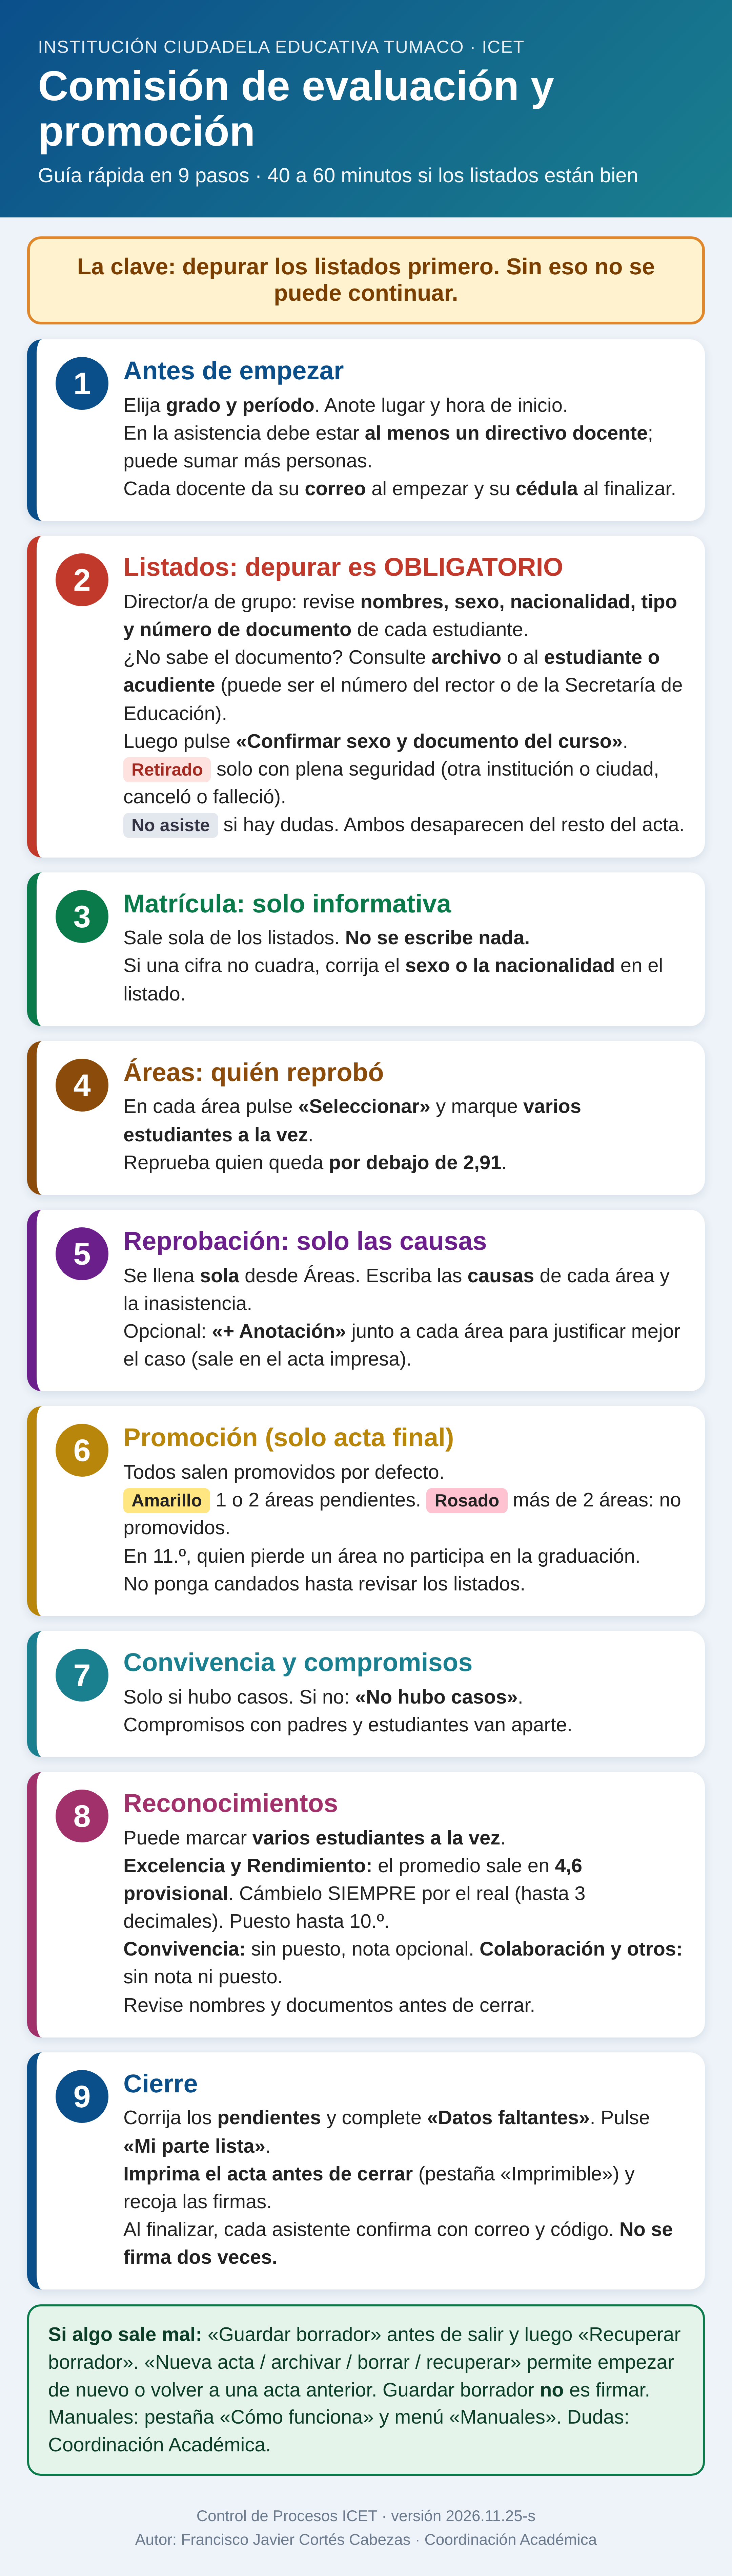 INSTITUCIÓN CIUDADELA EDUCATIVA TUMACO · ICET
Comisión de evaluación y
promoción
Guía rápida en 9 pasos · 40 a 60 minutos si los listados están bien
La clave: depurar los listados primero. Sin eso no se
puede continuar.
1
Antes de empezar
Elija grado y período. Anote lugar y hora de inicio.
En la asistencia debe estar al menos un directivo docente;
puede sumar más personas.
Cada docente da su correo al empezar y su cédula al finalizar.
2
Listados: depurar es OBLIGATORIO
Director/a de grupo: revise nombres, sexo, nacionalidad, tipo
y número de documento de cada estudiante.
¿No sabe el documento? Consulte archivo o al estudiante o
acudiente (puede ser el número del rector o de la Secretaría de
Educación).
Luego pulse «Confirmar sexo y documento del curso».
Retirado solo con plena seguridad (otra institución o ciudad,
canceló o falleció).
No asiste si hay dudas. Ambos desaparecen del resto del acta.
3
Matrícula: solo informativa
Sale sola de los listados. No se escribe nada.
Si una cifra no cuadra, corrija el sexo o la nacionalidad en el
listado.
4
Áreas: quién reprobó
En cada área pulse «Seleccionar» y marque varios
estudiantes a la vez.
Reprueba quien queda por debajo de 2,91.
5
Reprobación: solo las causas
Se llena sola desde Áreas. Escriba las causas de cada área y
la inasistencia.
Opcional: «+ Anotación» junto a cada área para justificar mejor
el caso (sale en el acta impresa).
6
Promoción (solo acta final)
Todos salen promovidos por defecto.
Amarillo 1 o 2 áreas pendientes. Rosado más de 2 áreas: no
promovidos.
En 11.º, quien pierde un área no participa en la graduación.
No ponga candados hasta revisar los listados.
7
Convivencia y compromisos
Solo si hubo casos. Si no: «No hubo casos».
Compromisos con padres y estudiantes van aparte.
8
Reconocimientos
Puede marcar varios estudiantes a la vez.
Excelencia y Rendimiento: el promedio sale en 4,6
provisional. Cámbielo SIEMPRE por el real (hasta 3
decimales). Puesto hasta 10.º.
Convivencia: sin puesto, nota opcional. Colaboración y otros:
sin nota ni puesto.
Revise nombres y documentos antes de cerrar.
9
Cierre
Corrija los pendientes y complete «Datos faltantes». Pulse
«Mi parte lista».
Imprima el acta antes de cerrar (pestaña «Imprimible») y
recoja las firmas.
Al finalizar, cada asistente confirma con correo y código. No se
firma dos veces.
Si algo sale mal: «Guardar borrador» antes de salir y luego «Recuperar
borrador». «Nueva acta / archivar / borrar / recuperar» permite empezar
de nuevo o volver a una acta anterior. Guardar borrador no es firmar.
Manuales: pestaña «Cómo funciona» y menú «Manuales». Dudas:
Coordinación Académica.
Control de Procesos ICET · versión 2026.11.25-s
Autor: Francisco Javier Cortés Cabezas · Coordinación Académica